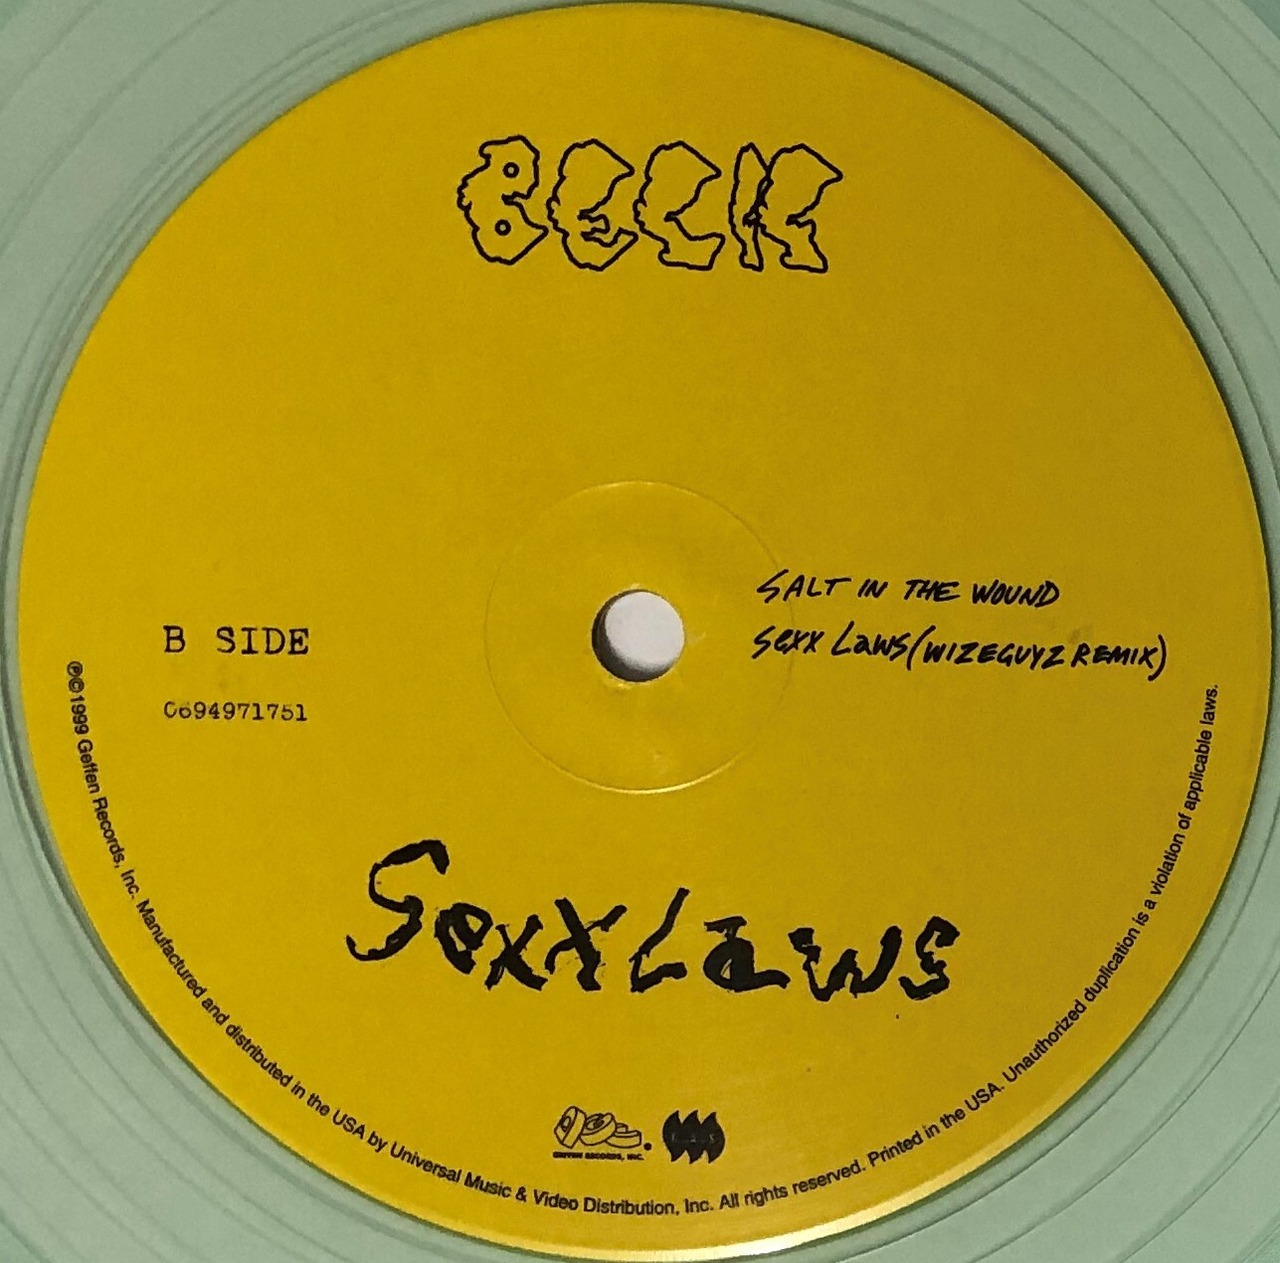 BECK
SALT IN THE WOUND
B SIDE
Sexx Laws (WIZEGUYZ REMIX)
0694971751
Sexx Laws
GEFFEN RECORDS, INC.
℗©1999 Geffen Records, Inc. Manufactured and distributed in the USA by Universal Music & Video Distribution, Inc. All rights reserved. Printed in the USA. Unauthorized duplication is a violation of applicable laws.